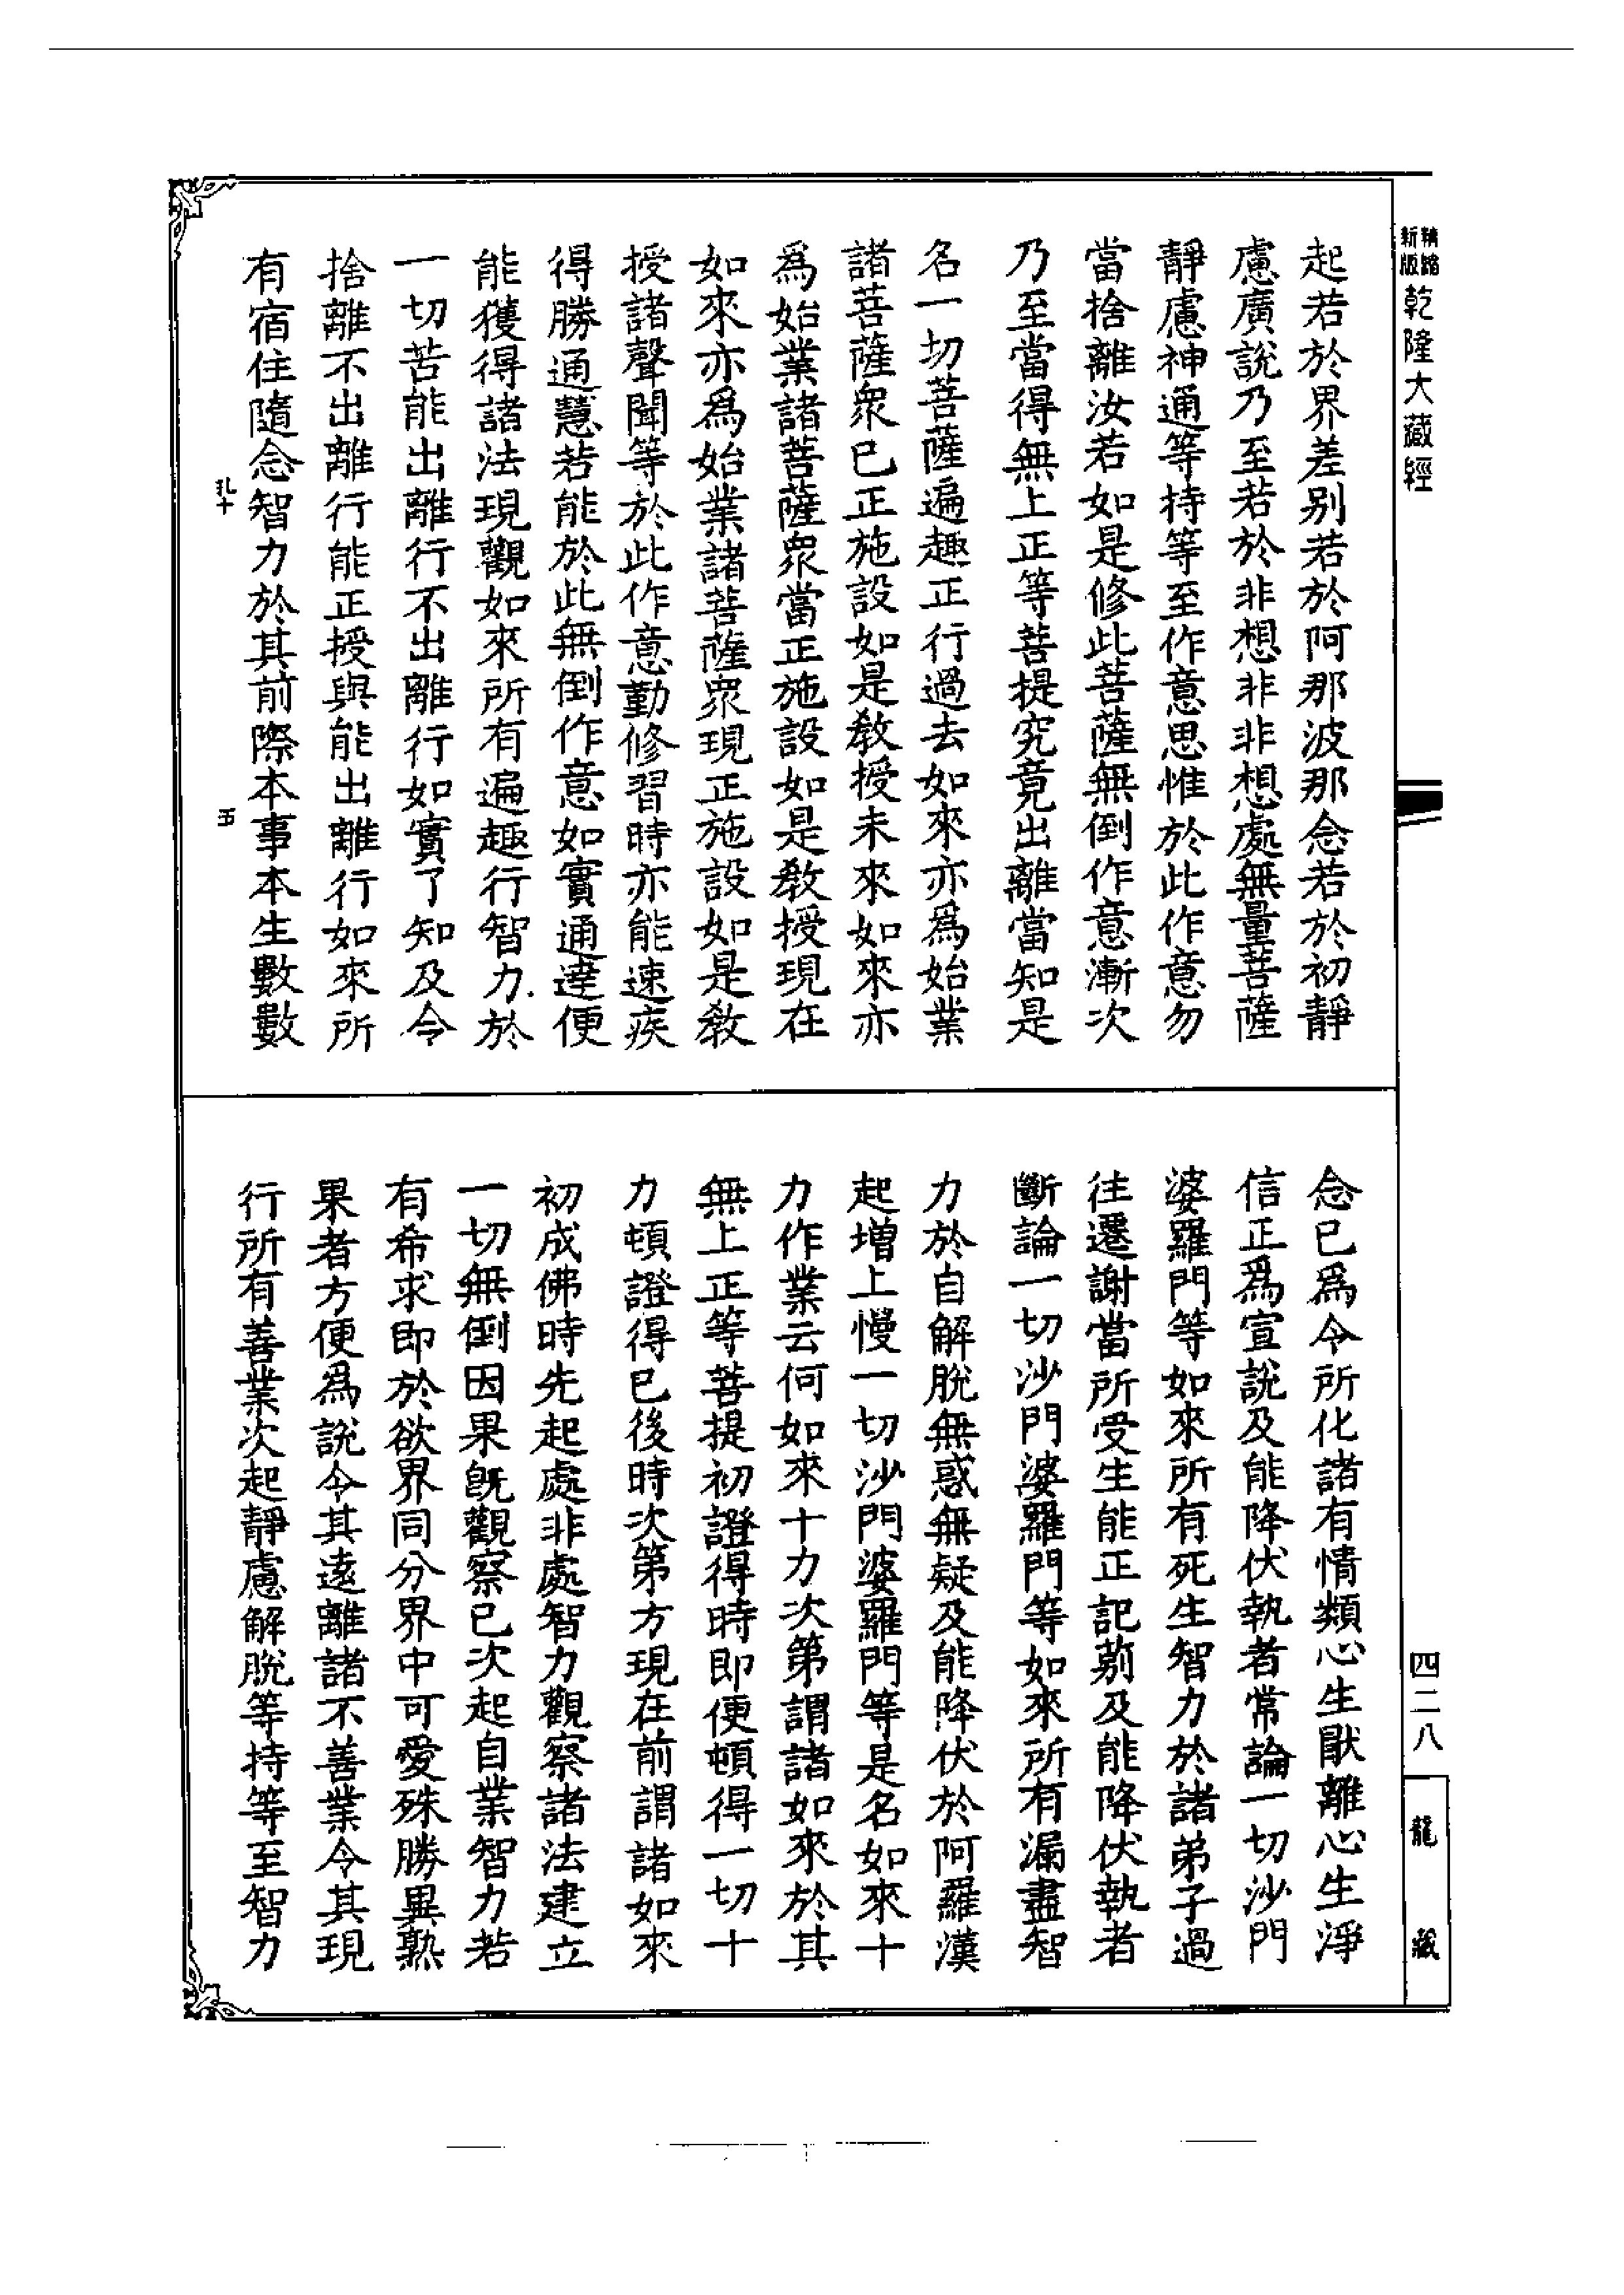 新版
精縮
乾隆大藏經
起若於界差别若於阿那波那念若於初靜
慮廣說乃至若於非想非非想處無量菩薩
靜慮神通等持等至作意思惟於此作意勿
當捨離汝若如是修此菩薩無倒作意漸次
乃至當得無上正等菩提究竟出離當知是
名一切菩薩遍趣正行過去如來亦爲始業
諸菩薩衆已正施設如是教授未來如來亦
爲始業諸菩薩衆當正施設如是教授現在
如來亦爲始業諸菩薩衆現正施設如是教
授諸聲聞等於此作意勤修習時亦能速疾
得勝通慧若能於此無倒作意如實通達便
能獲得諸法現觀如來所有遍趣行智力於
一切苦能出離行不出離行如實了知及令
捨離不出離行能正授與能出離行如來所
有宿住隨念智力於其前際本事本生數數
孔十
五
念已爲令所化諸有情類心生厭離心生淨
信正爲宣說及能降伏執者常論一切沙門
婆羅門等如來所有死生智力於諸弟子過
往遷謝當所受生能正記莂及能降伏執者
斷論一切沙門婆羅門等如來所有漏盡智
力於自解脫無惑無疑及能降伏於阿羅漢
起增上慢一切沙門婆羅門等是名如來十
力作業云何如來十力次第謂諸如來於其
無上正等菩提初證得時即便頓得一切十
力頓證得已後時次第方現在前謂諸如來
初成佛時先起處非處智力觀察諸法建立
一切無倒因果旣觀察已次起自業智力若
有希求即於欲界同分界中可愛殊勝異熟
果者方便爲說令其遠離諸不善業令其現
行所有善業次起靜慮解脫等持等至智力
四二八
龍藏